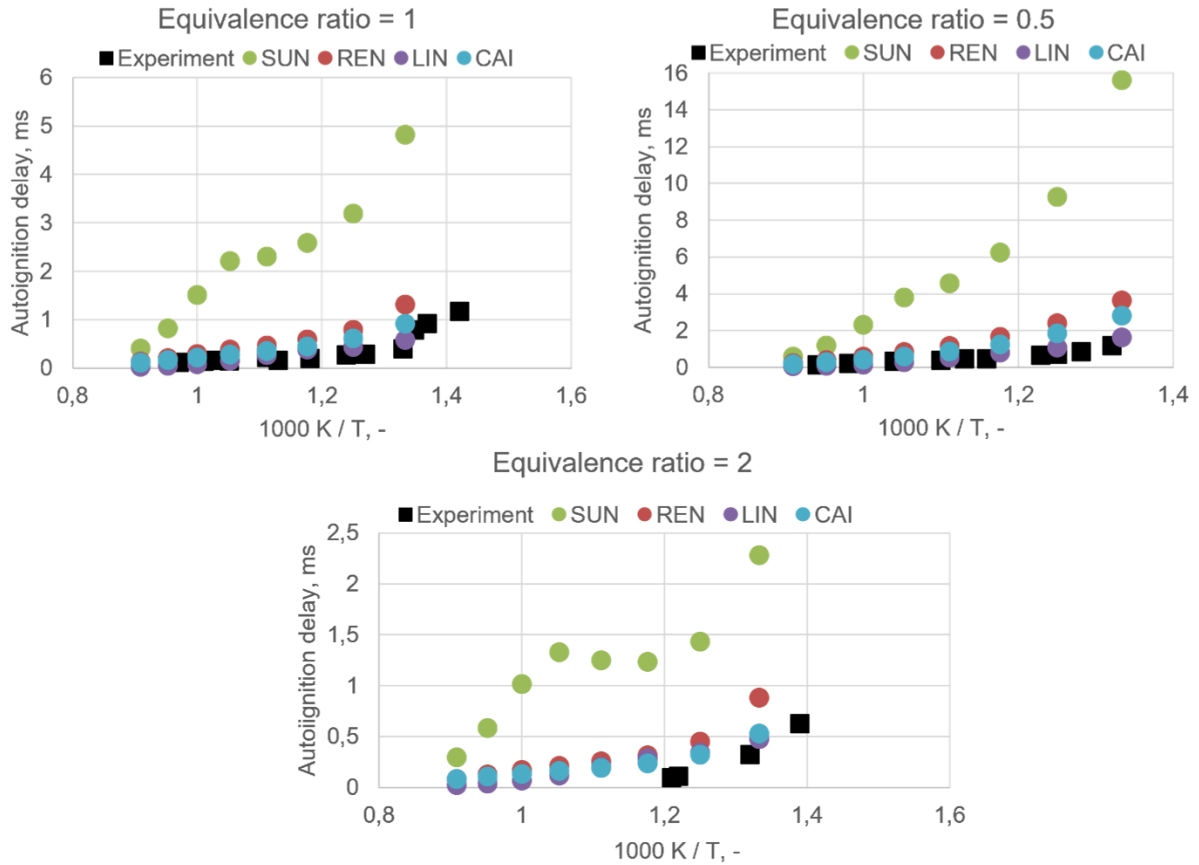 Equivalence ratio = 1
Experiment SUN REN LIN CAI
6
5
4
3
2
1
0
Autoignition delay, ms
0,8 1 1,2 1,4 1,6
1000 K / T, -
Equivalence ratio = 0.5
Experiment SUN REN LIN CAI
16
14
12
10
8
6
4
2
0
Autoignition delay, ms
0,8 1 1,2 1,4
1000 K / T, -
Equivalence ratio = 2
Experiment SUN REN LIN CAI
2,5
2
1,5
1
0,5
0
Autoiignition delay, ms
0,8 1 1,2 1,4 1,6
1000 K / T, -